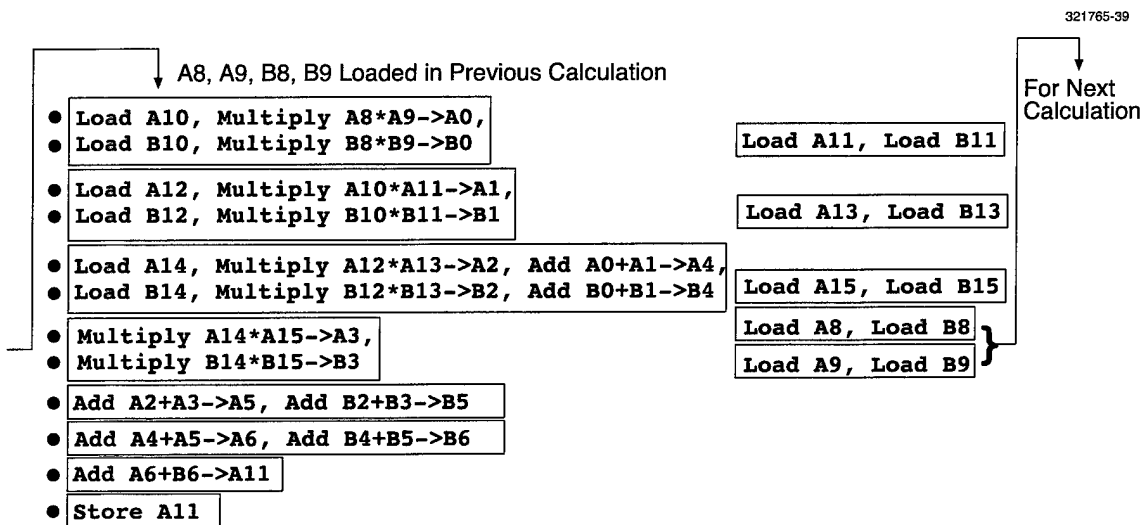 321765-39
A8, A9, B8, B9 Loaded in Previous Calculation
For Next
Calculation
● Load A10, Multiply A8*A9->A0,
● Load B10, Multiply B8*B9->B0
Load A11, Load B11
● Load A12, Multiply A10*A11->A1,
● Load B12, Multiply B10*B11->B1
Load A13, Load B13
● Load A14, Multiply A12*A13->A2, Add A0+A1->A4,
● Load B14, Multiply B12*B13->B2, Add B0+B1->B4
Load A15, Load B15
● Multiply A14*A15->A3,
● Multiply B14*B15->B3
Load A8, Load B8
Load A9, Load B9
● Add A2+A3->A5, Add B2+B3->B5
● Add A4+A5->A6, Add B4+B5->B6
● Add A6+B6->A11
● Store A11